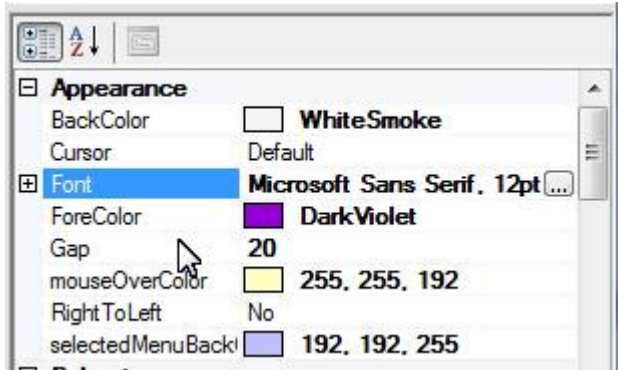 Appearance
BackColor WhiteSmoke
Cursor Default
Font Microsoft Sans Serif, 12pt ...
ForeColor DarkViolet
Gap 20
mouseOverColor 255, 255, 192
RightToLeft No
selectedMenuBack 192, 192, 255